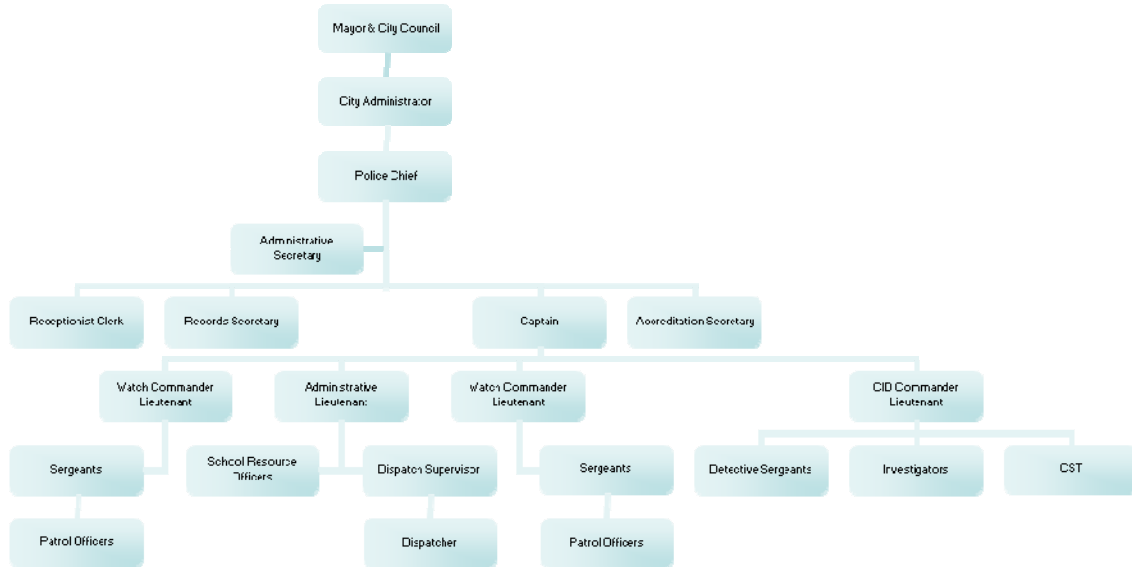 Mayor & City Council
City Administrator
Police Chief
Administrative
Secretary
Receptionist Clerk
Records Secretary
Captain
Accreditation Secretary
Watch Commander
Lieutenant
Administrative
Lieutenant
Watch Commander
Lieutenant
CID Commander
Lieutenant
Sergeants
School Resource
Officers
Dispatch Supervisor
Sergeants
Detective Sergeants
Investigators
CST
Patrol Officers
Dispatcher
Patrol Officers